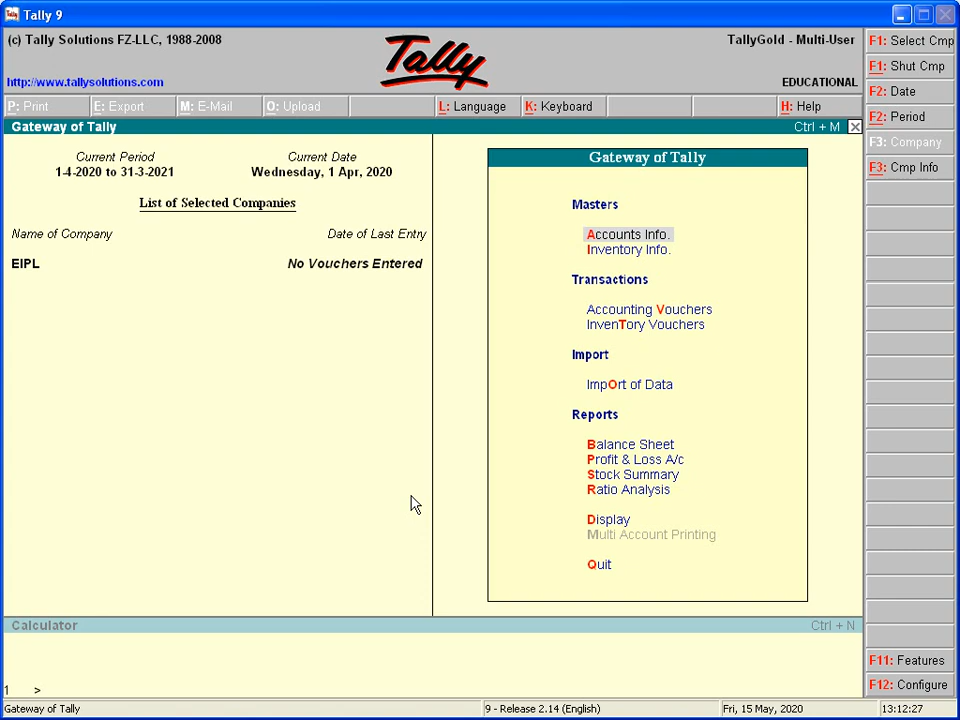 Tally 9
(c) Tally Solutions FZ-LLC, 1988-2008
http://www.tallysolutions.com
Tally
TallyGold - Multi-User
EDUCATIONAL
P: Print E: Export M: E-Mail O: Upload L: Language K: Keyboard H: Help
Gateway of Tally Ctrl + M
Current Period Current Date
1-4-2020 to 31-3-2021 Wednesday, 1 Apr, 2020
List of Selected Companies
Name of Company Date of Last Entry
EIPL No Vouchers Entered
Gateway of Tally
Masters
Accounts Info.
Inventory Info.
Transactions
Accounting Vouchers
InvenTory Vouchers
Import
ImpOrt of Data
Reports
Balance Sheet
Profit & Loss A/c
Stock Summary
Ratio Analysis
Display
Multi Account Printing
Quit
F1: Select Cmp
F1: Shut Cmp
F2: Date
F2: Period
F3: Company
F3: Cmp Info
F11: Features
F12: Configure
Calculator Ctrl + N
1 >
Gateway of Tally 9 - Release 2.14 (English) Fri, 15 May, 2020 13:12:27